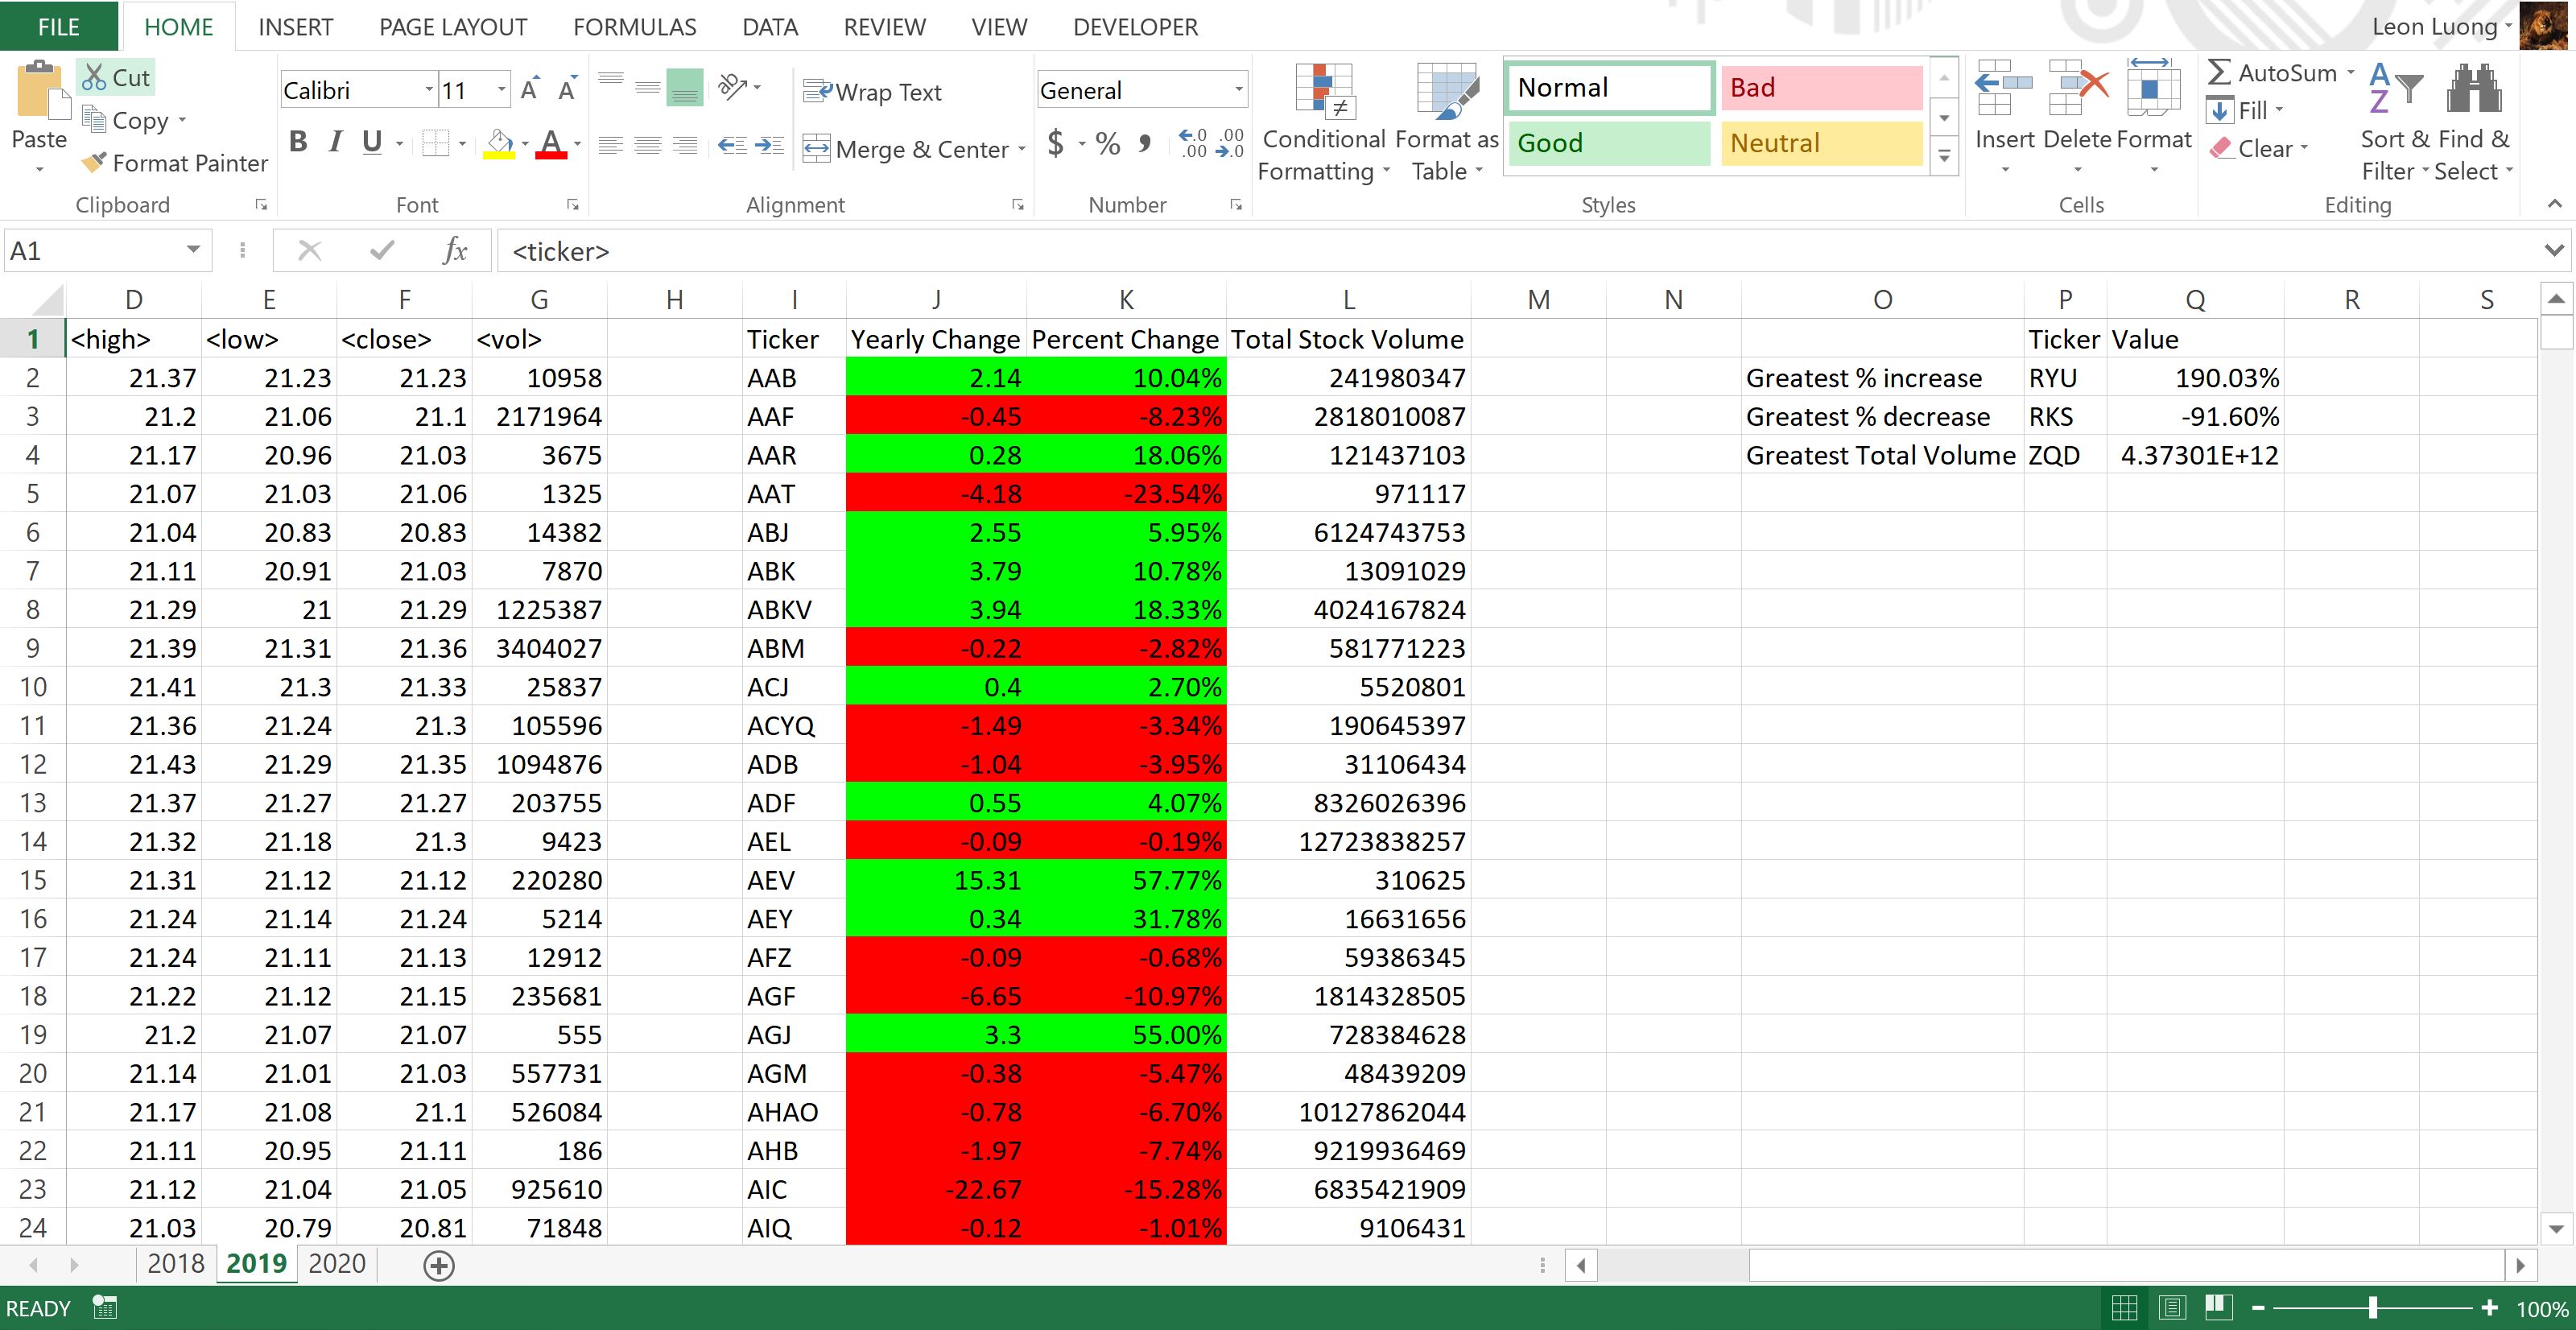 FILE HOME INSERT PAGE LAYOUT FORMULAS DATA REVIEW VIEW DEVELOPER Leon Luong
Cut
Copy
Format Painter
Paste
Clipboard
Calibri 11 A A
B I U A
Font
Wrap Text
Merge & Center
Alignment
General
$ % , .0 .00 .00 .0
Number
Conditional Formatting
Format as Table
Normal Bad
Good Neutral
Styles
Insert Delete Format
Cells
AutoSum
Fill
Clear
Sort & Filter
Find & Select
Editing
A1 fx <ticker>
D E F G H I J K L M N O P Q R S
1 <high> <low> <close> <vol> Ticker Yearly Change Percent Change Total Stock Volume Ticker Value
2 21.37 21.23 21.23 10958 AAB 2.14 10.04% 241980347 Greatest % increase RYU 190.03%
3 21.2 21.06 21.1 2171964 AAF -0.45 -8.23% 2818010087 Greatest % decrease RKS -91.60%
4 21.17 20.96 21.03 3675 AAR 0.28 18.06% 121437103 Greatest Total Volume ZQD 4.37301E+12
5 21.07 21.03 21.06 1325 AAT -4.18 -23.54% 971117
6 21.04 20.83 20.83 14382 ABJ 2.55 5.95% 6124743753
7 21.11 20.91 21.03 7870 ABK 3.79 10.78% 13091029
8 21.29 21 21.29 1225387 ABKV 3.94 18.33% 4024167824
9 21.39 21.31 21.36 3404027 ABM -0.22 -2.82% 581771223
10 21.41 21.3 21.33 25837 ACJ 0.4 2.70% 5520801
11 21.36 21.24 21.3 105596 ACYQ -1.49 -3.34% 190645397
12 21.43 21.29 21.35 1094876 ADB -1.04 -3.95% 31106434
13 21.37 21.27 21.27 203755 ADF 0.55 4.07% 8326026396
14 21.32 21.18 21.3 9423 AEL -0.09 -0.19% 12723838257
15 21.31 21.12 21.12 220280 AEV 15.31 57.77% 310625
16 21.24 21.14 21.24 5214 AEY 0.34 31.78% 16631656
17 21.24 21.11 21.13 12912 AFZ -0.09 -0.68% 59386345
18 21.22 21.12 21.15 235681 AGF -6.65 -10.97% 1814328505
19 21.2 21.07 21.07 555 AGJ 3.3 55.00% 728384628
20 21.14 21.01 21.03 557731 AGM -0.38 -5.47% 48439209
21 21.17 21.08 21.1 526084 AHAO -0.78 -6.70% 10127862044
22 21.11 20.95 21.11 186 AHB -1.97 -7.74% 9219936469
23 21.12 21.04 21.05 925610 AIC -22.67 -15.28% 6835421909
24 21.03 20.79 20.81 71848 AIQ -0.12 -1.01% 9106431
2018 2019 2020
READY 100%